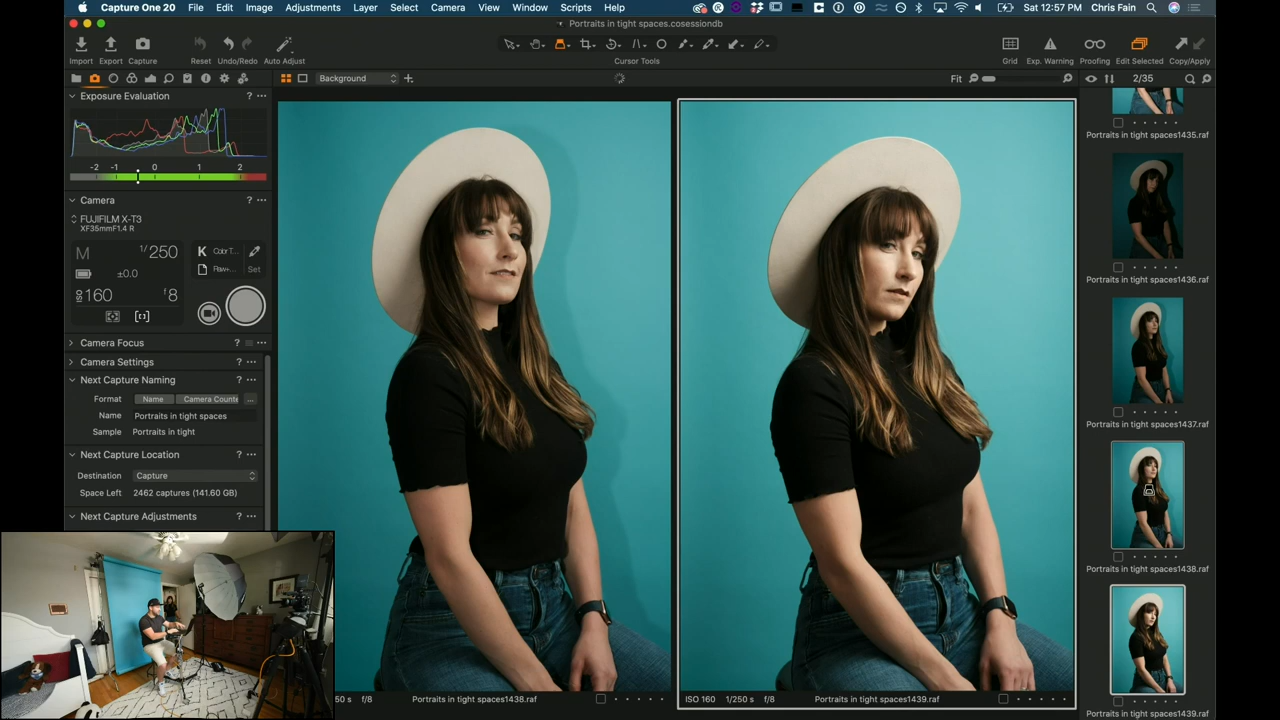 Capture One 20 File Edit Image Adjustments Layer Select Camera View Window Scripts Help Sat 12:57 PM Chris Fain
Portraits in tight spaces.cosessiondb
Import Export Capture Reset Undo/Redo Auto Adjust Cursor Tools Grid Exp. Warning Proofing Edit Selected Copy/Apply
Background Fit 2/35
Exposure Evaluation ? ...
-2 -1 0 1 2
Camera ? ...
FUJIFILM X-T3
XF35mmF1.4 R
M 1/250 K Color T...
±0.0 Raw+... Set
ISO 160 f 8
Camera Focus ? ...
Camera Settings ? ...
Next Capture Naming ? ...
Format Name Camera Counte ...
Name Portraits in tight spaces
Sample Portraits in tight
Next Capture Location ? ...
Destination Capture
Space Left 2462 captures (141.60 GB)
Next Capture Adjustments ? ...
50 s f/8 Portraits in tight spaces1438.raf
ISO 160 1/250 s f/8 Portraits in tight spaces1439.raf
Portraits in tight spaces1435.raf
Portraits in tight spaces1436.raf
Portraits in tight spaces1437.raf
Portraits in tight spaces1438.raf
Portraits in tight spaces1439.raf